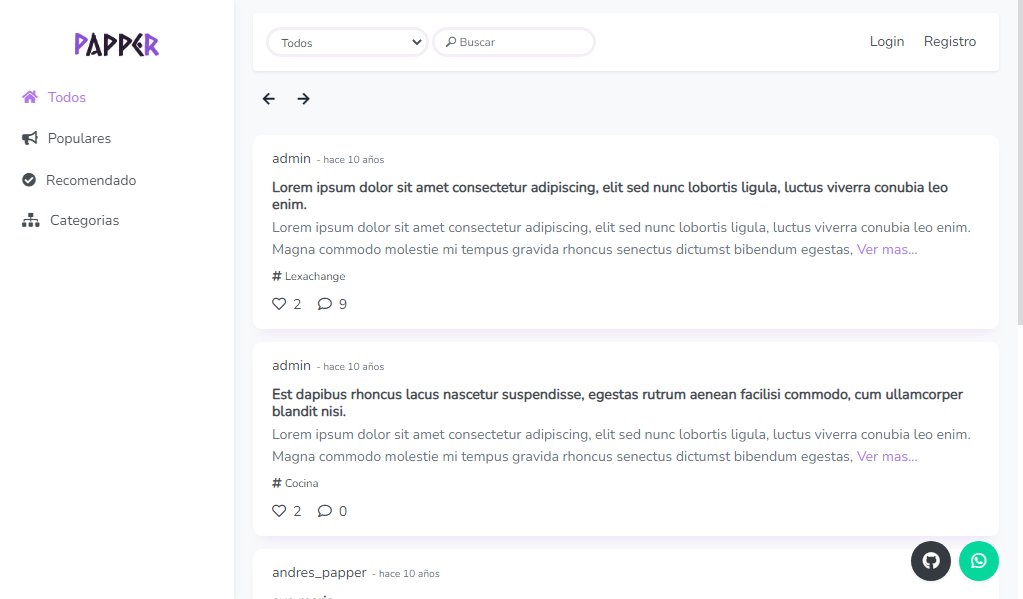 PAPPER
Todos
Populares
Recomendado
Categorias
Todos
Buscar
Login
Registro
admin - hace 10 años
Lorem ipsum dolor sit amet consectetur adipiscing, elit sed nunc lobortis ligula, luctus viverra conubia leo
enim.
Lorem ipsum dolor sit amet consectetur adipiscing, elit sed nunc lobortis ligula, luctus viverra conubia leo enim.
Magna commodo molestie mi tempus gravida rhoncus senectus dictumst bibendum egestas, Ver mas...
# Lexachange
2 9
admin - hace 10 años
Est dapibus rhoncus lacus nascetur suspendisse, egestas rutrum aenean facilisi commodo, cum ullamcorper
blandit nisi.
Lorem ipsum dolor sit amet consectetur adipiscing, elit sed nunc lobortis ligula, luctus viverra conubia leo enim.
Magna commodo molestie mi tempus gravida rhoncus senectus dictumst bibendum egestas, Ver mas...
# Cocina
2 0
andres_papper - hace 10 años